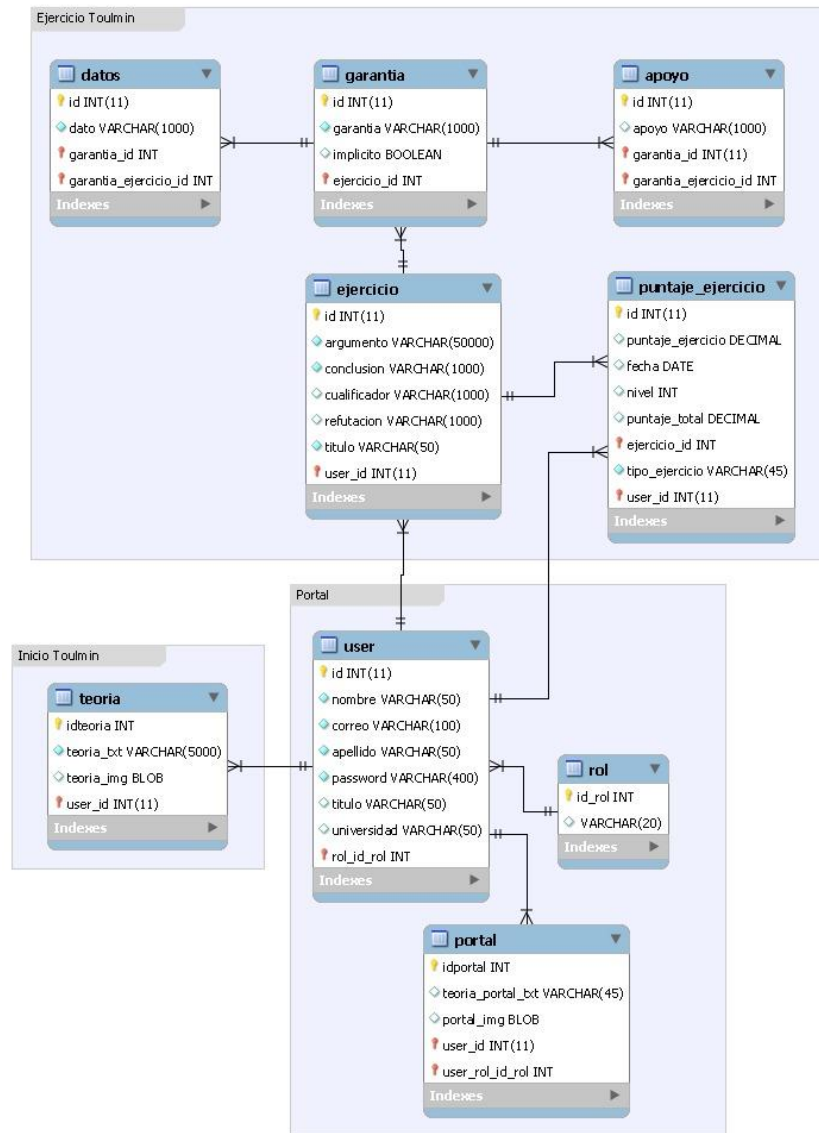 Ejercicio Toulmin
datos
id INT(11)
dato VARCHAR(1000)
garantia_id INT
garantia_ejercicio_id INT
Indexes
garantia
id INT(11)
garantia VARCHAR(1000)
implicito BOOLEAN
ejercicio_id INT
Indexes
apoyo
id INT(11)
apoyo VARCHAR(1000)
garantia_id INT(11)
garantia_ejercicio_id INT
Indexes
ejercicio
id INT(11)
argumento VARCHAR(50000)
conclusion VARCHAR(1000)
cualificador VARCHAR(1000)
refutacion VARCHAR(1000)
titulo VARCHAR(50)
user_id INT(11)
Indexes
puntaje_ejercicio
id INT(11)
puntaje_ejercicio DECIMAL
fecha DATE
nivel INT
puntaje_total DECIMAL
ejercicio_id INT
tipo_ejercicio VARCHAR(45)
user_id INT(11)
Indexes
Inicio Toulmin
teoria
idteoria INT
teoria_txt VARCHAR(5000)
teoria_img BLOB
user_id INT(11)
Indexes
Portal
user
id INT(11)
nombre VARCHAR(50)
correo VARCHAR(100)
apellido VARCHAR(50)
password VARCHAR(400)
titulo VARCHAR(50)
universidad VARCHAR(50)
rol_id_rol INT
Indexes
rol
id_rol INT
VARCHAR(20)
Indexes
portal
idportal INT
teoria_portal_txt VARCHAR(45)
portal_img BLOB
user_id INT(11)
user_rol_id_rol INT
Indexes